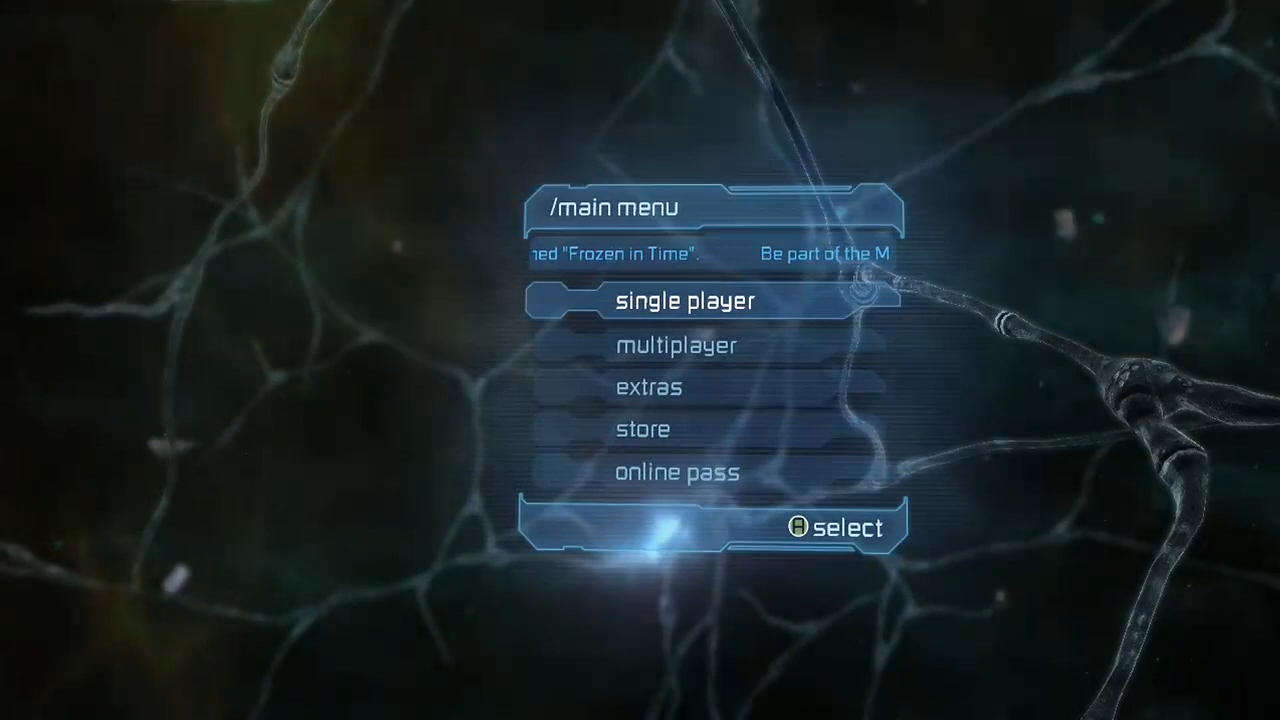 /main menu
ned "Frozen in Time". Be part of the M
single player
multiplayer
extras
store
online pass
A select